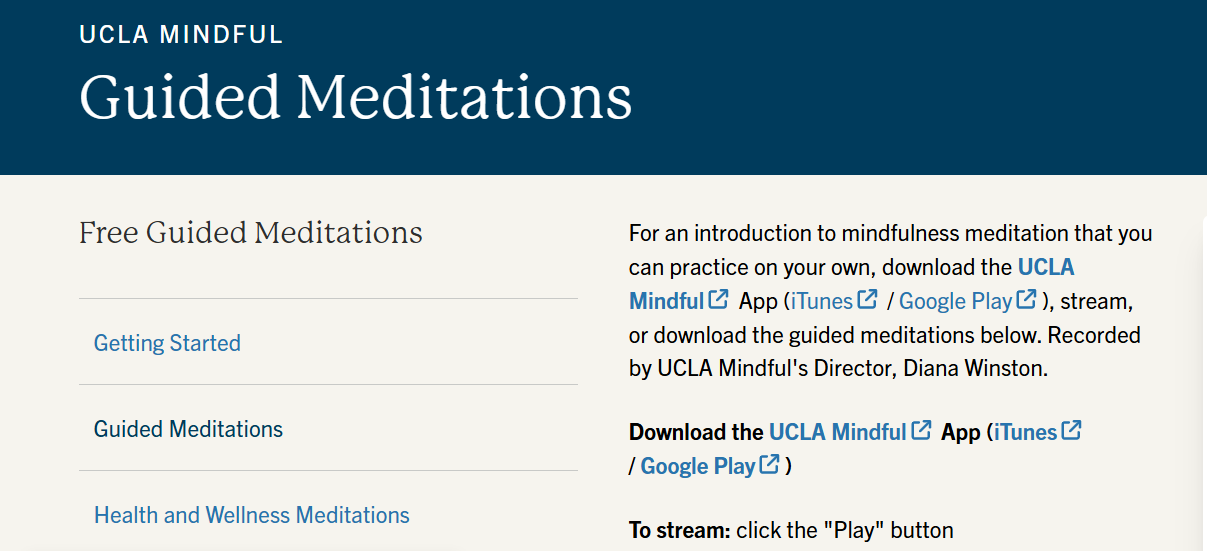 UCLA MINDFUL
Guided Meditations
Free Guided Meditations
Getting Started
Guided Meditations
Health and Wellness Meditations
For an introduction to mindfulness meditation that you
can practice on your own, download the UCLA
Mindful App (iTunes / Google Play ), stream,
or download the guided meditations below. Recorded
by UCLA Mindful's Director, Diana Winston.
Download the UCLA Mindful App (iTunes
/ Google Play )
To stream: click the "Play" button